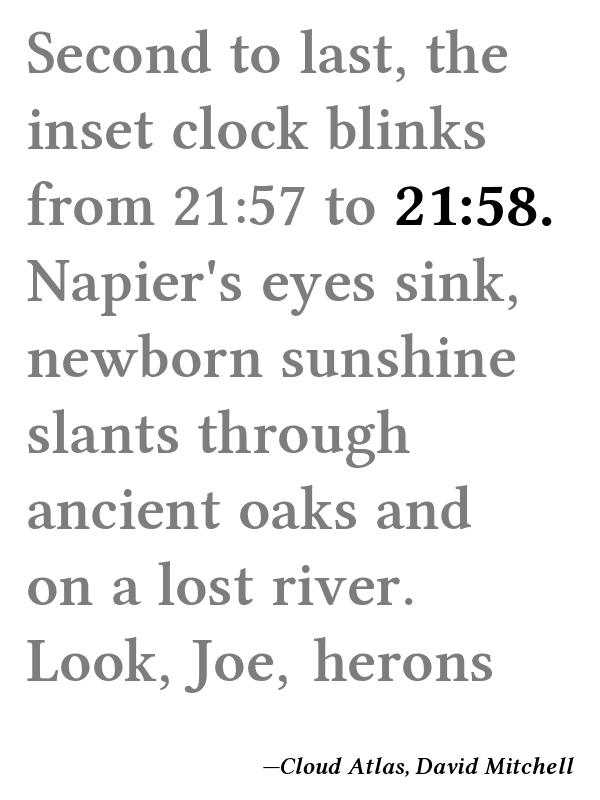 Second to last, the
inset clock blinks
from 21:57 to 21:58.
Napier's eyes sink,
newborn sunshine
slants through
ancient oaks and
on a lost river.
Look, Joe, herons
—Cloud Atlas, David Mitchell